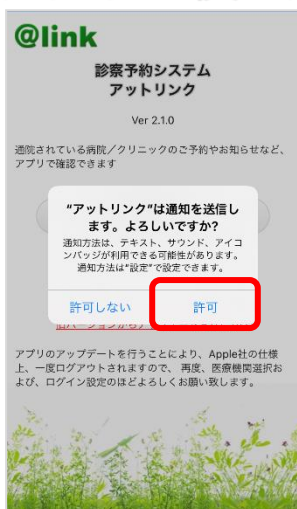 @link
診察予約システム
アットリンク
Ver 2.1.0
通院されている病院/クリニックのご予約やお知らせなど、
アプリで確認できます
"アットリンク"は通知を送信し
ます。よろしいですか?
通知方法は、テキスト、サウンド、アイコ
ンバッジが利用できる可能性があります。
通知方法は"設定"で設定できます。
許可しない
許可
アプリのアップデートを行うことにより、Apple社の仕様
上、一度ログアウトされますので、 再度、医療機関選択お
よび、ログイン設定のほどよろしくお願い致します。